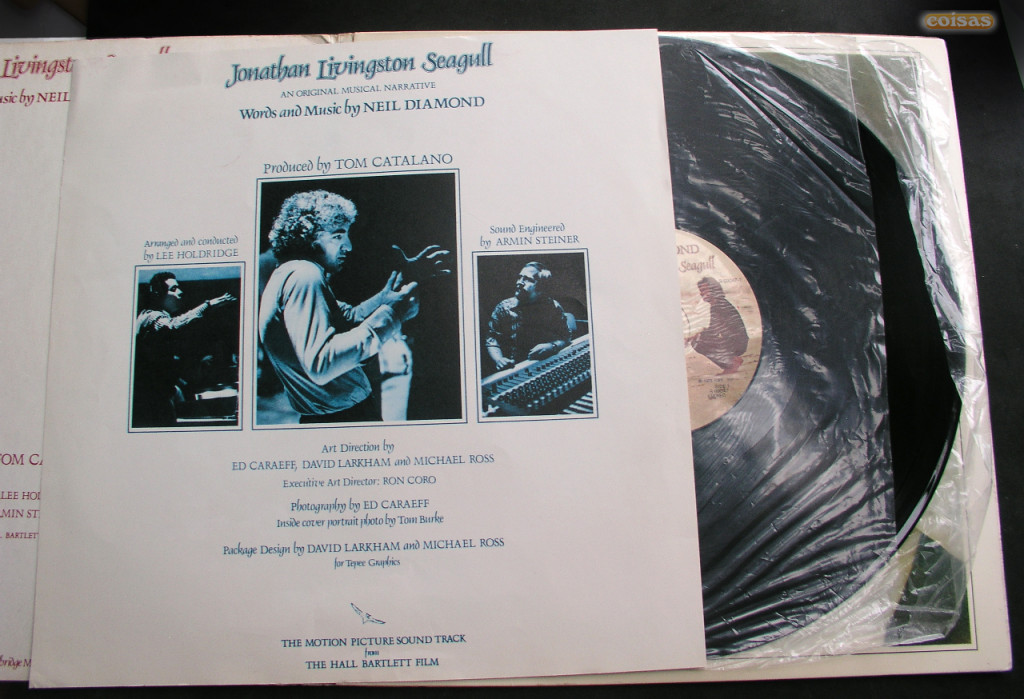 coisas
Livingst
usic by NEIL
TOM CA
LEE HOL
MIN ST
BARTLET
Jonathan Livingston Seagull
AN ORIGINAL MUSICAL NARRATIVE
Words and Music by NEIL DIAMOND
Produced by TOM CATALANO
Arranged and conducted
by LEE HOLDRIDGE
Sound Engineered
by ARMIN STEINER
Art Direction by
ED CARAEFF, DAVID LARKHAM and MICHAEL ROSS
Executive Art Director: RON CORO
Photography by ED CARAEFF
Inside cover portrait photo by Tom Burke
Package Design by DAVID LARKHAM and MICHAEL ROSS
for Tepee Graphics
THE MOTION PICTURE SOUND TRACK
from
THE HALL BARTLETT FILM
OND
Seagull